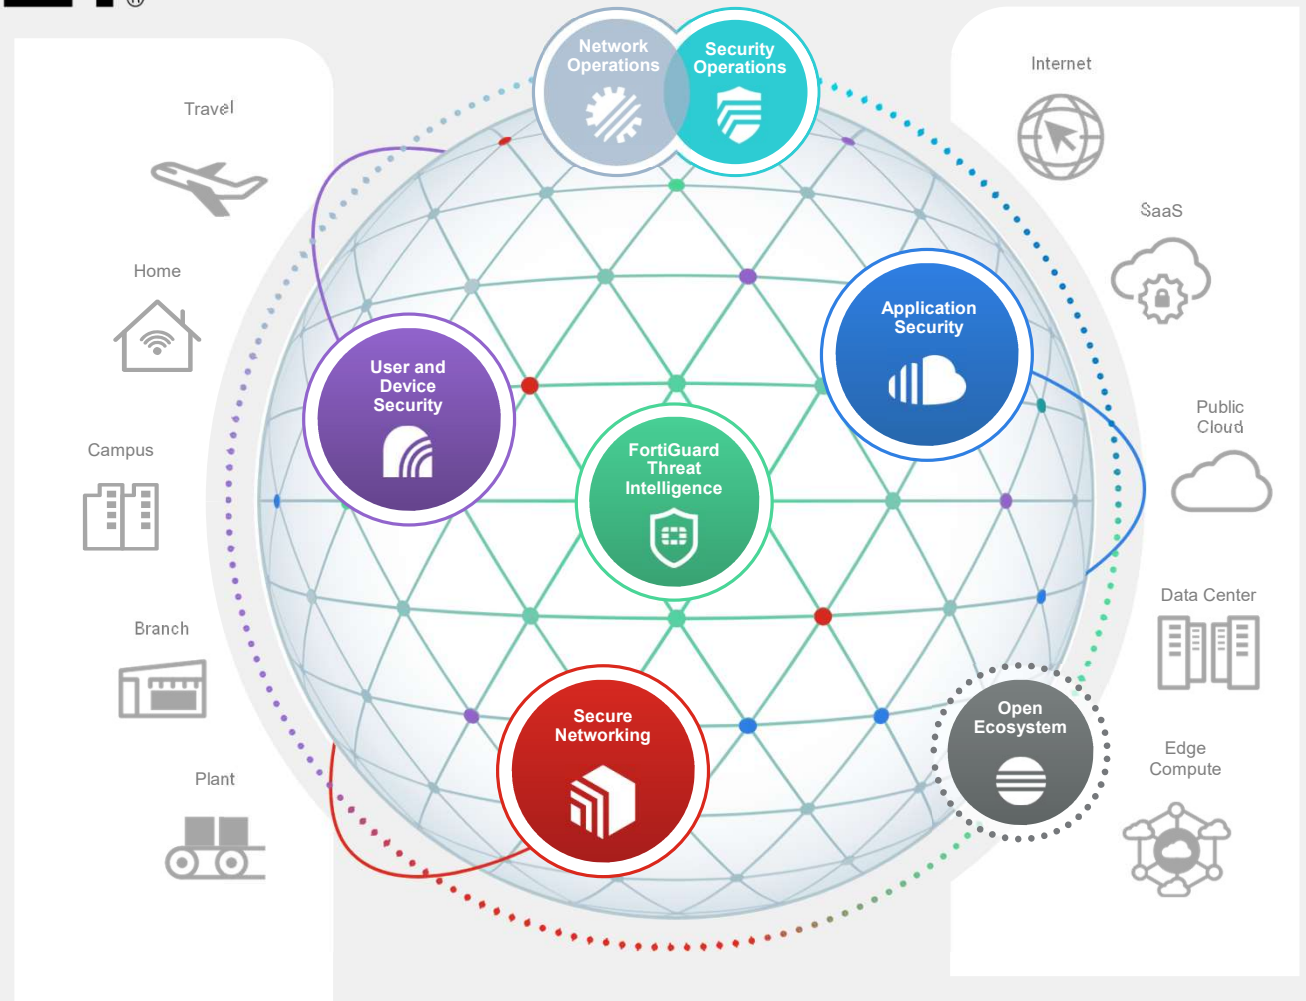 ®
Network
Operations
Security
Operations
Internet
Travel
SaaS
Home
Application
Security
User and
Device
Security
Public
Cloud
Campus
FortiGuard
Threat
Intelligence
Data Center
Branch
Secure
Networking
Open
Ecosystem
Edge
Compute
Plant